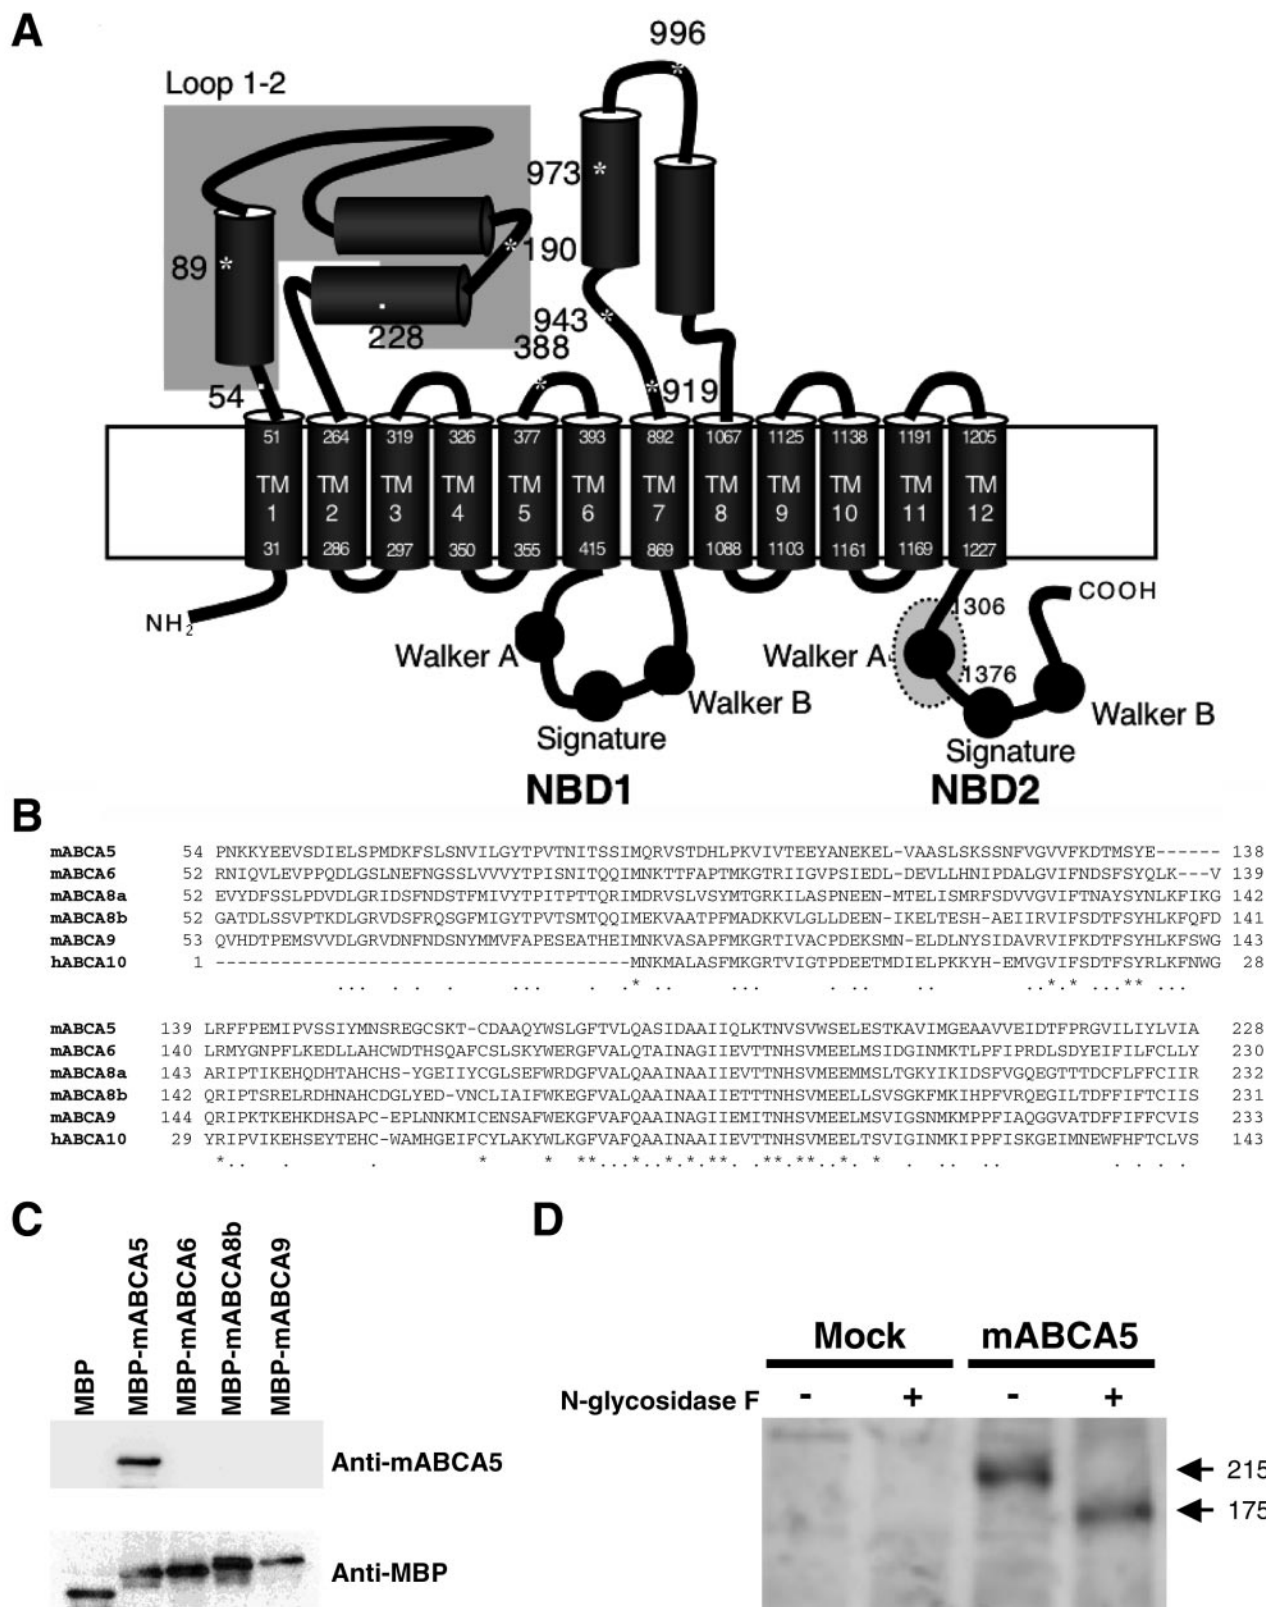 A
996
Loop 1-2
973
190
89
943
228
388
54
919
51 264 319 326 377 393 892 1067 1125 1138 1191 1205
TM TM TM TM TM TM TM TM TM TM TM TM
1 2 3 4 5 6 7 8 9 10 11 12
31 286 297 350 355 415 869 1088 1103 1161 1169 1227
NH2
COOH
1306
Walker A
Walker A
1376
Walker B
Walker B
Signature
Signature
NBD1
NBD2
B
mABCA5 54 PNKKYEEVSDIELSPMDKFSLSNVILGYTPVTNITSSIMQRVSTDHLPKVIVTEEYANEKEL-VAASLSKSSNFVGVVFKDTMSYE------ 138
mABCA6 52 RNIQVLEVPPQDLGSLNEFNGSSLVVVYTPISNITQQIMNKTTFAPTMKGTRIIGVPSIEDL-DEVLLHNIPDALGVIFNDSFSYQLK---V 139
mABCA8a 52 EVYDFSSLPDVDLGRIDSFNDSTFMIVYTPITPTTQRIMDRVSLVSYMTGRKILASPNEEN-MTELISMRFSDAVGVIFTNAYSYNLKFIKG 142
mABCA8b 52 GATDLSSVPTKDLGRVDSFRQSGFMIGYTPVTSMTQQIMEKVAATPFMADKKVLGLLDEEN-IKELTESH-AEIIRVIFSDTFSYHLKFQFD 141
mABCA9 53 QVHDTPEMSVVDLGRVDNFNDSNYMMVFAPESEATHEIMNKVASAPFMKGRTIVACPDEKSMN-ELDLNYSIDAVRVIFKDTFSYHLKFSWG 143
hABCA10 1 --------------------------------------MNKMALASFMKGRTVIGTPDEETMDIELPKKYH-EMVGVIFSDTFSYRLKFNWG 28
... . . . ... . .* .. ... .. .. *.* ...** ...
mABCA5 139 LRFFPEMIPVSSIYMNSREGCSKT-CDAAQYWSLGFTVLQASIDAAIIQLKTNVSVWSELESTKAVIMGEAAVVEIDTFPRGVILIYLVIA 228
mABCA6 140 LRMYGNPFLKEDLLAHCWDTHSQAFCSLSKYWERGFVALQTAINAGIIEVTTNHSVMEELMSIDGINMKTLPFIPRDLSDYEIFILFCLLY 230
mABCA8a 143 ARIPTIKEHQDHTAHCHS-YGEIIYCGLSEFWRDGFVALQAAINAAIIEVTTNHSVMEEMMSLTGKYIKIDSFVGQEGTTTDCFLFFCIIR 232
mABCA8b 142 QRIPTSRELRDHNAHCDGLYED-VNCLIAIFWKEGFVALQAAINAAIIEVTTNHSVMEELLSVSGKFMKIHPFVRQEGILTDFFIFTCIIS 231
mABCA9 144 QRIPKTKEHKDHSAPC-EPLNNKMICENSAFWKEGFVAFQAAINAAIIEMITNHSVMEELMSVIGSNMKMPPFIAQGGVATDFFIFFCVIS 233
hABCA10 29 YRIPVIKEHSEYTEHC-WAMHGEIFCYLAKYWLKGFVAFQAAINAAIIEVTTNHSVMEELTSVIGINMKIPPFISKGEIMNEWFHFTCLVS 143
*.. . . * * **...*..*.*.**.. .**.**..*. * . . . .. . . . .
C
MBP
MBP-mABCA5
MBP-mABCA6
MBP-mABCA8b
MBP-mABCA9
Anti-mABCA5
Anti-MBP
D
Mock mABCA5
N-glycosidase F - + - +
215
175